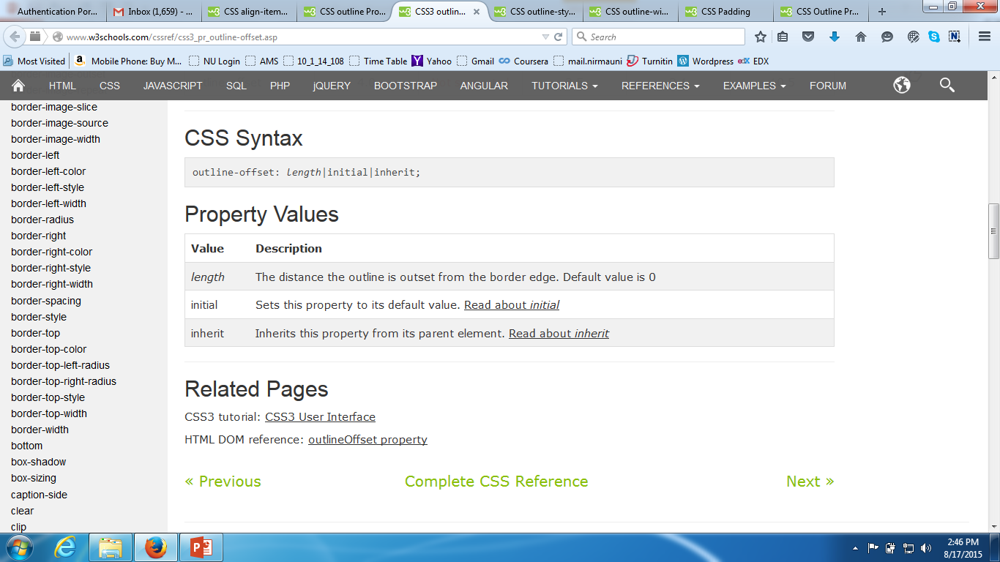 Authentication Por...
Inbox (1,659) - ...
CSS align-item...
CSS outline Pro...
CSS3 outlin...
CSS outline-sty...
CSS outline-wi...
CSS Padding
CSS Outline Pr...
www.w3schools.com/cssref/css3_pr_outline-offset.asp
Search
Most Visited
Mobile Phone: Buy M...
NU Login
AMS
10_1_14_108
Time Table
Yahoo
Gmail
Coursera
mail.nirmauni
Turnitin
Wordpress
EDX
HTML
CSS
JAVASCRIPT
SQL
PHP
jQUERY
BOOTSTRAP
ANGULAR
TUTORIALS
REFERENCES
EXAMPLES
FORUM
border-image-slice
border-image-source
border-image-width
border-left
border-left-color
border-left-style
border-left-width
border-radius
border-right
border-right-color
border-right-style
border-right-width
border-spacing
border-style
border-top
border-top-color
border-top-left-radius
border-top-right-radius
border-top-style
border-top-width
border-width
bottom
box-shadow
box-sizing
caption-side
clear
clip
CSS Syntax
outline-offset: length|initial|inherit;
Property Values
Value Description
length The distance the outline is outset from the border edge. Default value is 0
initial Sets this property to its default value. Read about initial
inherit Inherits this property from its parent element. Read about inherit
Related Pages
CSS3 tutorial: CSS3 User Interface
HTML DOM reference: outlineOffset property
« Previous
Complete CSS Reference
Next »
2:46 PM
8/17/2015